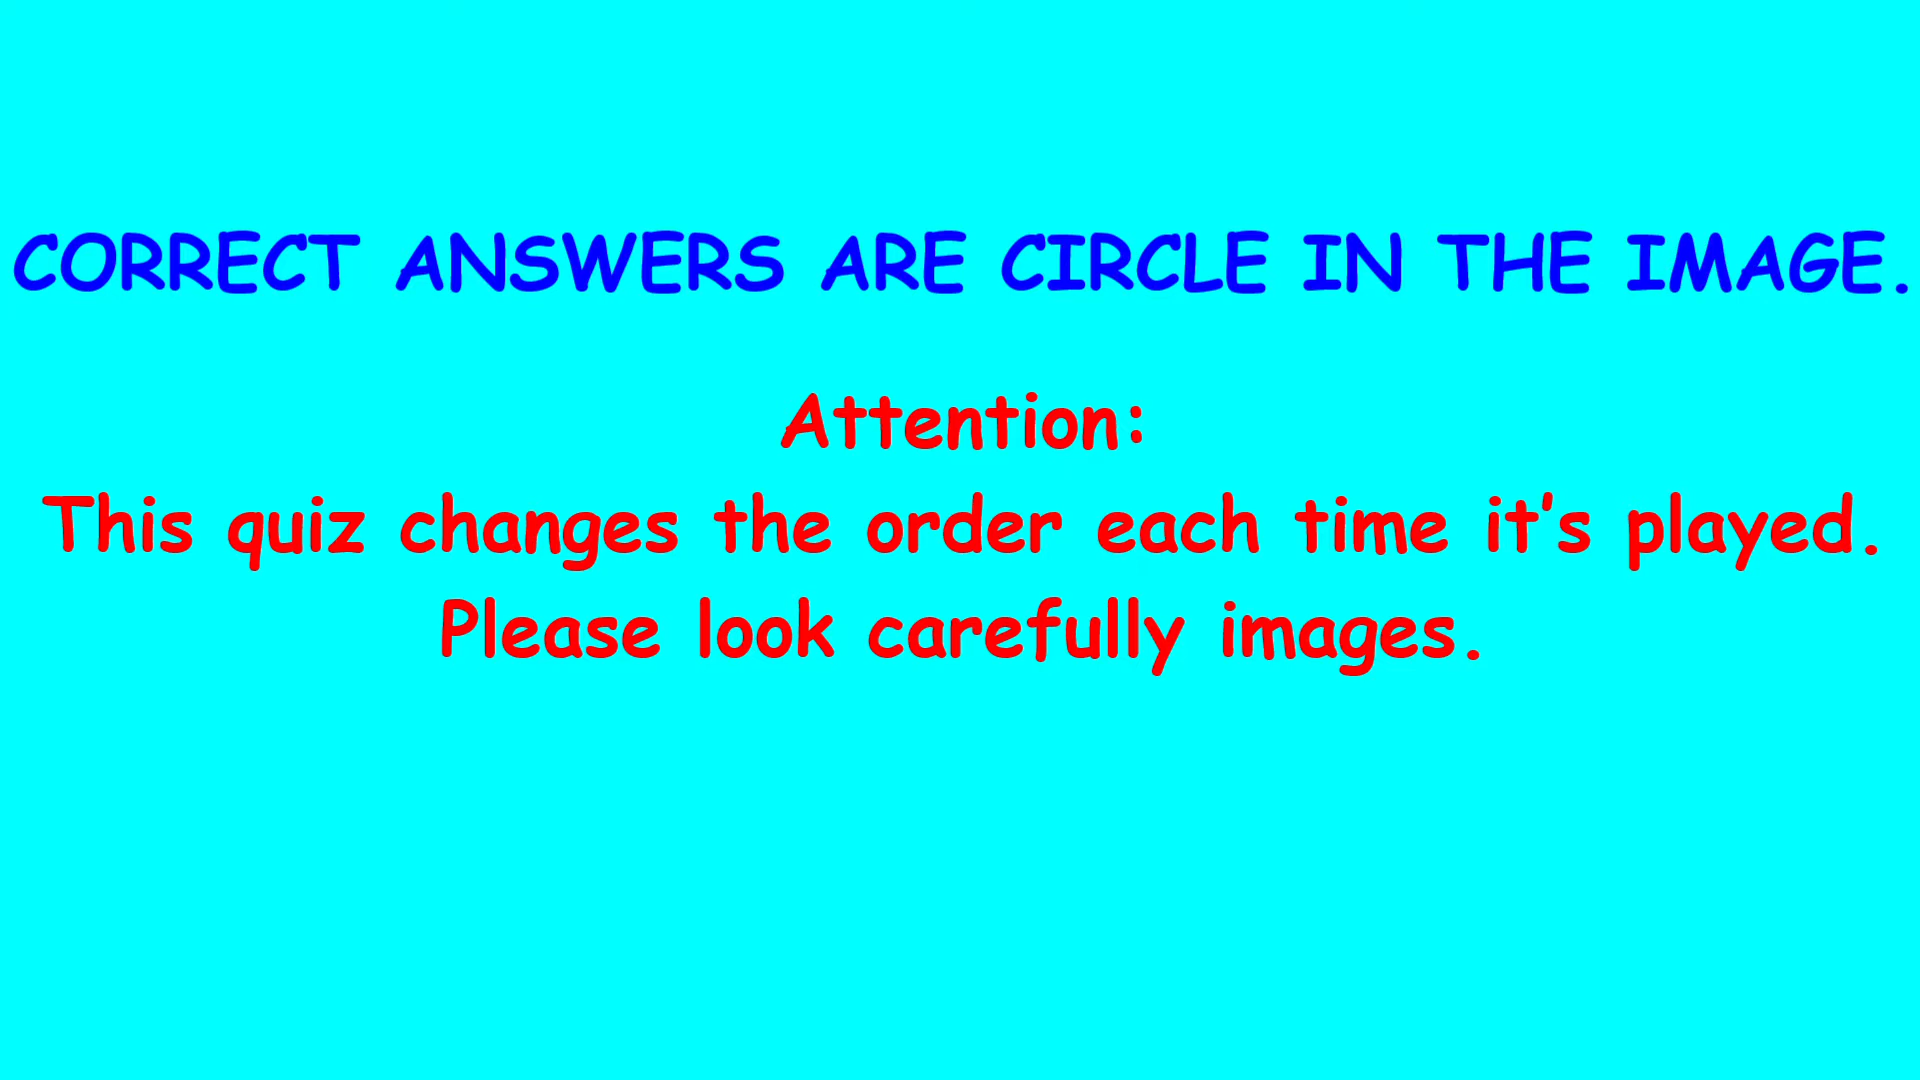 CORRECT ANSWERS ARE CIRCLE IN THE IMAGE.
Attention:
This quiz changes the order each time it's played.
Please look carefully images.